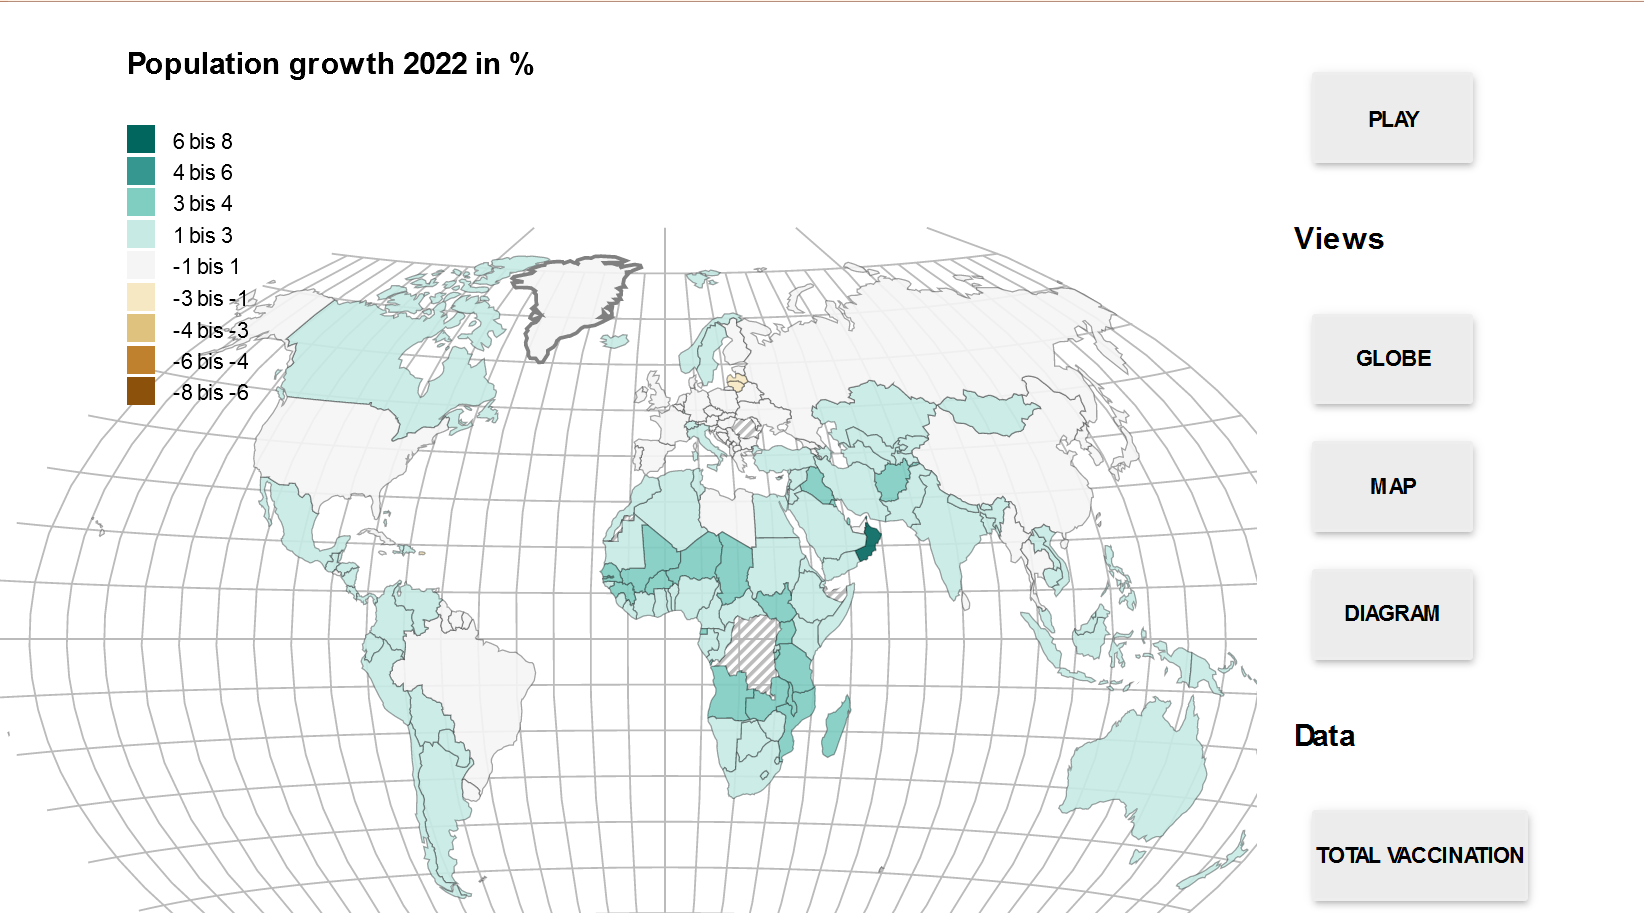 Population growth 2022 in %
6 bis 8
4 bis 6
3 bis 4
1 bis 3
-1 bis 1
-3 bis -1
-4 bis -3
-6 bis -4
-8 bis -6
PLAY
Views
GLOBE
MAP
DIAGRAM
Data
TOTAL VACCINATION